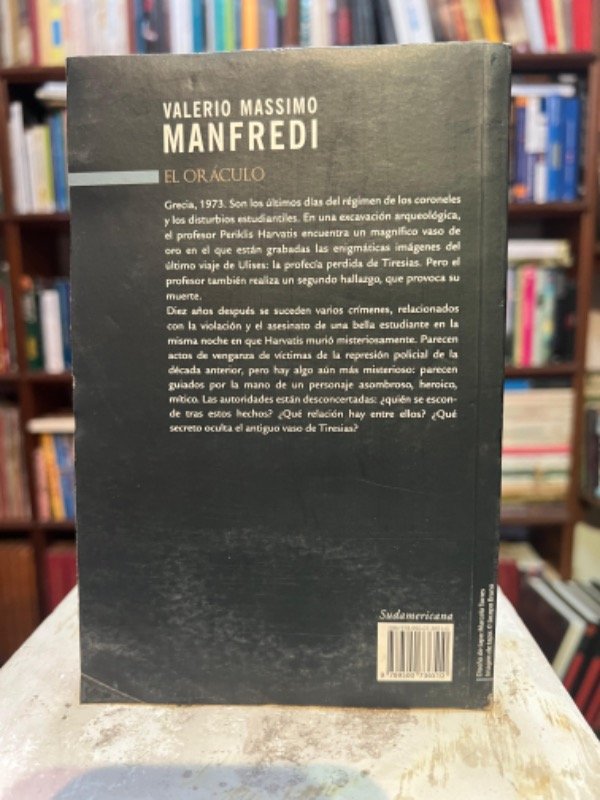 VALERIO MASSIMO
MANFREDI
EL ORÁCULO
Grecia, 1973. Son los últimos días del régimen de los coroneles
y los disturbios estudiantiles. En una excavación arqueológica,
el profesor Periklis Harvatis encuentra un magnífico vaso de
oro en el que están grabadas las enigmáticas imágenes del
último viaje de Ulises: la profecía perdida de Tiresias. Pero el
profesor también realiza un segundo hallazgo, que provoca su
muerte.
Diez años después se suceden varios crímenes, relacionados
con la violación y el asesinato de una bella estudiante en la
misma noche en que Harvatis murió misteriosamente. Parecen
actos de venganza de víctimas de la represión policial de la
década anterior, pero hay algo aún más misterioso: parecen
guiados por la mano de un personaje asombroso, heroico,
mítico. Las autoridades están desconcertadas: ¿quién se escon-
de tras estos hechos? ¿Qué relación hay entre ellos? ¿Qué
secreto oculta el antiguo vaso de Tiresias?
Sudamericana